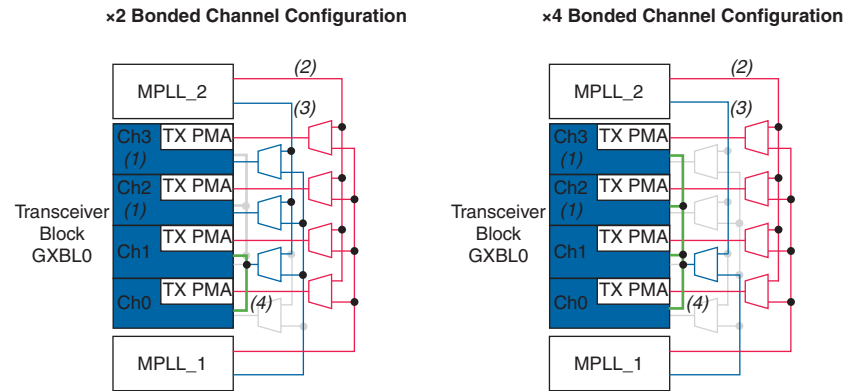 ×2 Bonded Channel Configuration
×4 Bonded Channel Configuration
MPLL_2
(2)
(3)
Ch3
(1)
TX PMA
Ch2
(1)
TX PMA
Transceiver
Block
GXBL0
Ch1
TX PMA
Ch0
TX PMA
(4)
MPLL_1
MPLL_2
(2)
(3)
Ch3
(1)
TX PMA
Ch2
(1)
TX PMA
Transceiver
Block
GXBL0
Ch1
TX PMA
Ch0
TX PMA
(4)
MPLL_1